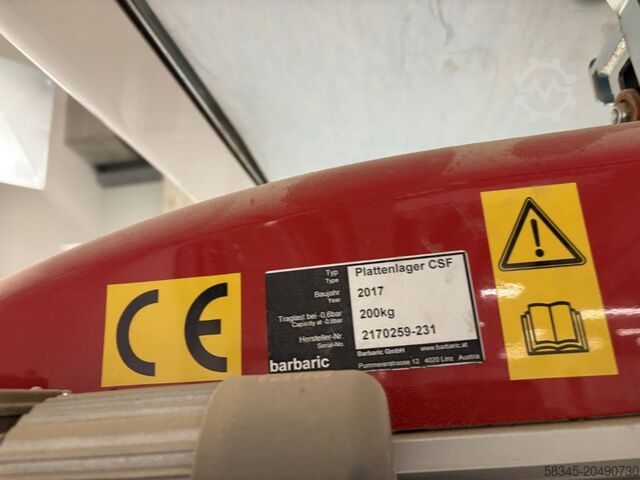 CE
Typ Plattenlager CSF
Type
Baujahr 2017
Year
Traglast bei -0,6bar 200kg
Capacity at -0,6bar
Hersteller-Nr. 2170259-231
Serial-No.
barbaric Barbaric GmbH www.barbaric.at
Pummererstrasse 12 4020 Linz Austria
58345-20490730